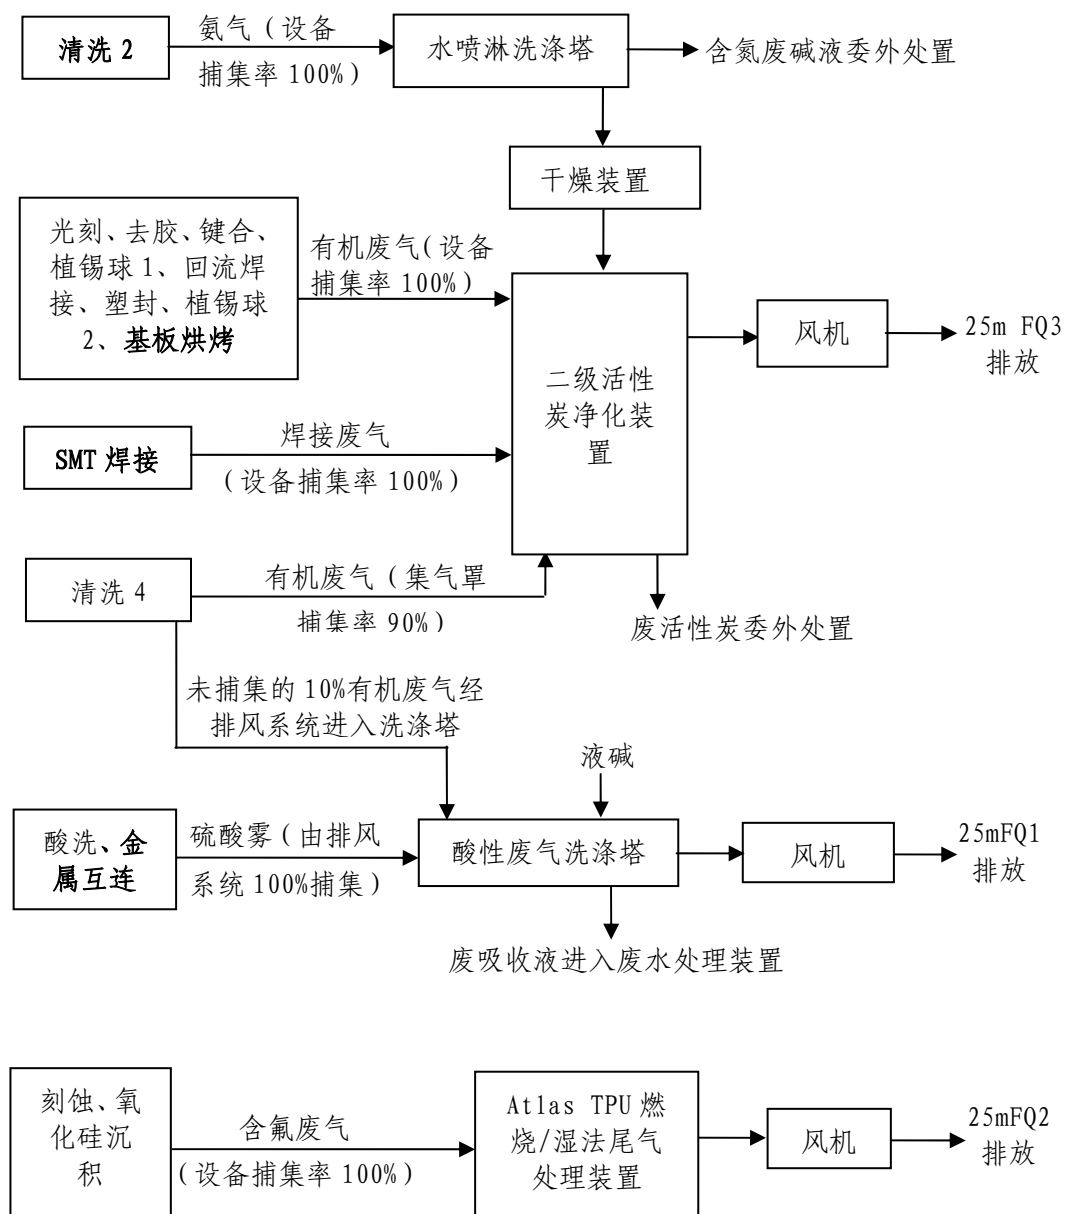 清洗 2
氨气（设备
捕集率 100%）
水喷淋洗涤塔
含氮废碱液委外处置
干燥装置
光刻、去胶、键合、
植锡球 1、回流焊
接、塑封、植锡球
2、基板烘烤
有机废气（设备
捕集率 100%）
二级活性
炭净化装
置
风机
25m FQ3
排放
SMT 焊接
焊接废气
（设备捕集率 100%）
清洗 4
有机废气（集气罩
捕集率 90%）
废活性炭委外处置
未捕集的 10%有机废气经
排风系统进入洗涤塔
液碱
酸洗、金
属互连
硫酸雾（由排风
系统 100%捕集）
酸性废气洗涤塔
风机
25mFQ1
排放
废吸收液进入废水处理装置
刻蚀、氧
化硅沉
积
含氟废气
（设备捕集率 100%）
Atlas TPU 燃
烧/湿法尾气
处理装置
风机
25mFQ2
排放